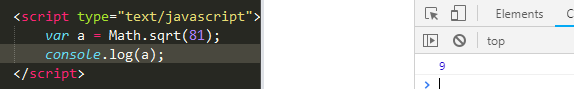 <script type="text/javascript">
var a = Math.sqrt(81);
console.log(a);
</script>
Elements
top
9
>